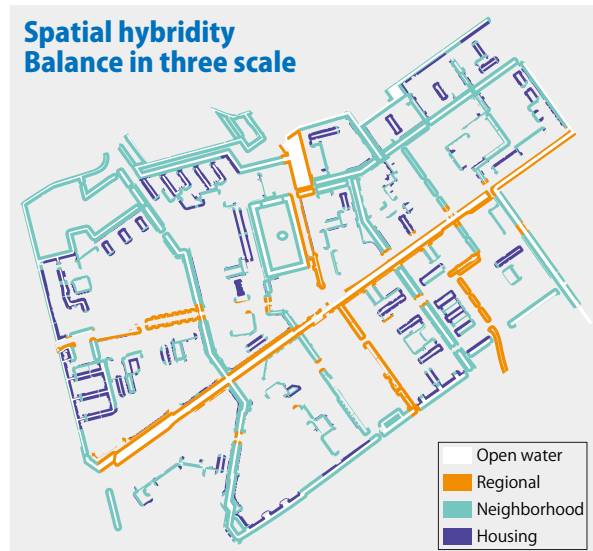 Spatial hybridity
Balance in three scale
Open water
Regional
Neighborhood
Housing